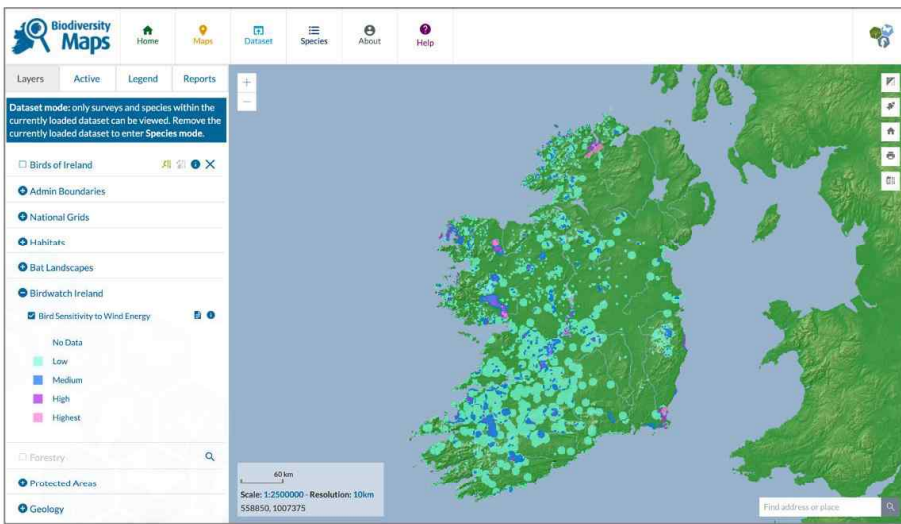 Biodiversity
Maps
Home
Maps
Dataset
Species
About
Help
Layers
Active
Legend
Reports
Dataset mode: only surveys and species within the
currently loaded dataset can be viewed. Remove the
currently loaded dataset to enter Species mode.
Birds of Ireland
Admin Boundaries
National Grids
Habitats
Bat Landscapes
Birdwatch Ireland
Bird Sensitivity to Wind Energy
No Data
Low
Medium
High
Highest
Forestry
Protected Areas
Geology
60 km
Scale: 1:2500000 - Resolution: 10km
558850, 1007375
Find address or place